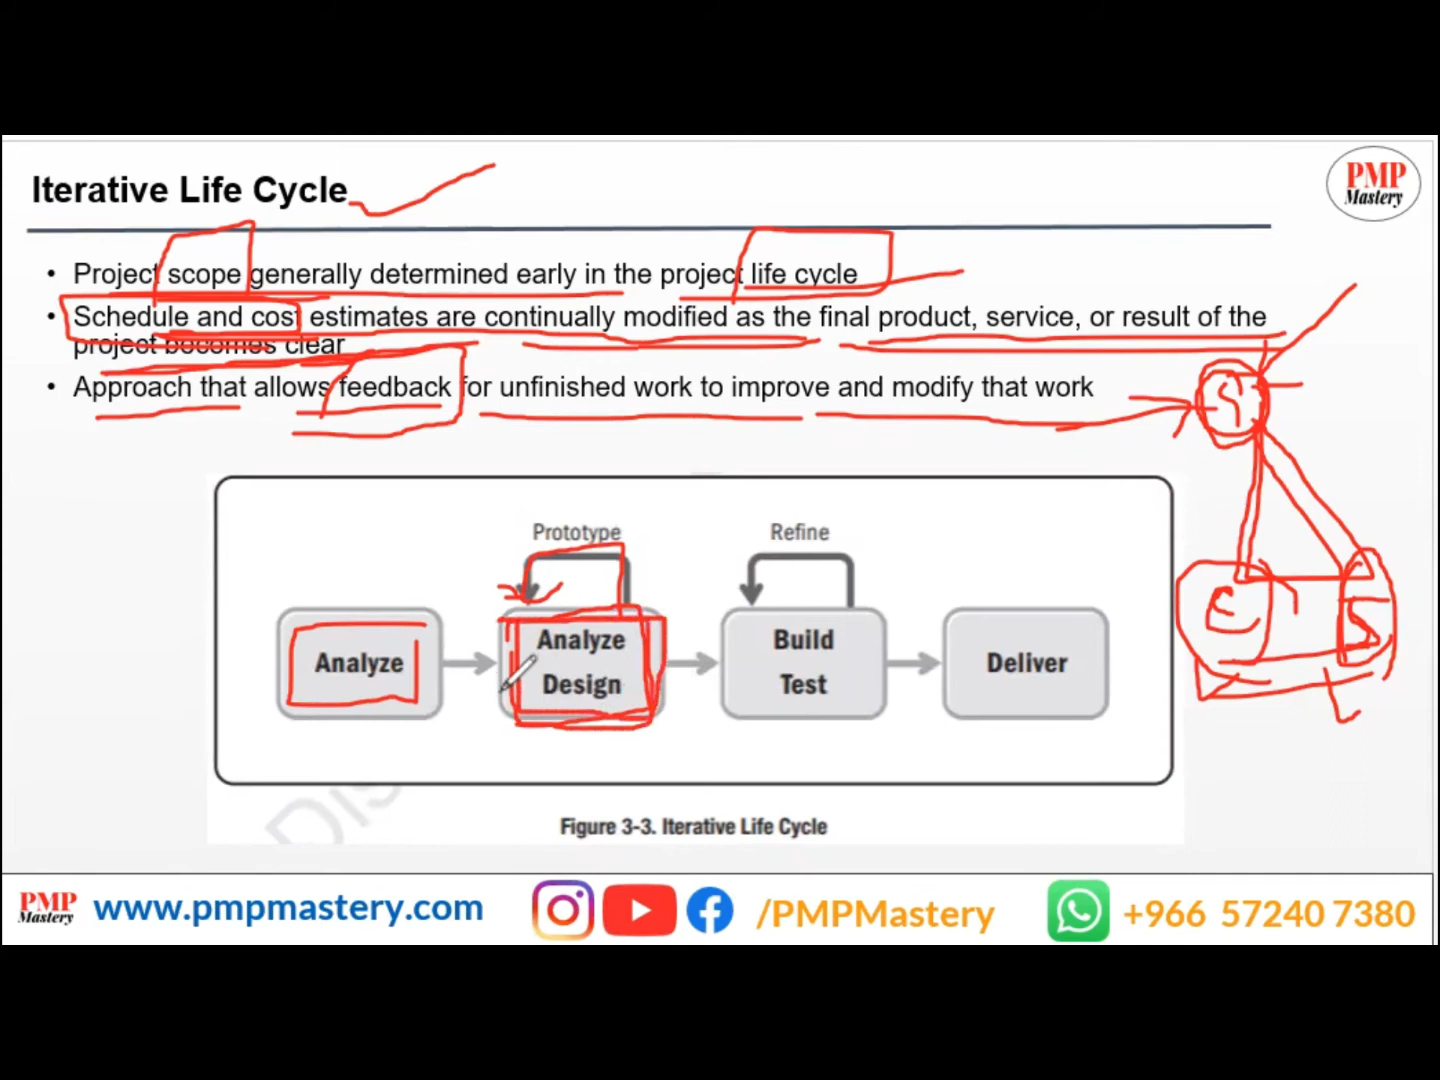 Iterative Life Cycle
PMP
Mastery
• Project scope generally determined early in the project life cycle
• Schedule and cost estimates are continually modified as the final product, service, or result of the
project becomes clear
• Approach that allows feedback for unfinished work to improve and modify that work
S
C
S
Prototype
Refine
Analyze
Analyze
Design
Build
Test
Deliver
Dis
Figure 3-3. Iterative Life Cycle
PMP
Mastery
www.pmpmastery.com
/PMPMastery
+966 57240 7380